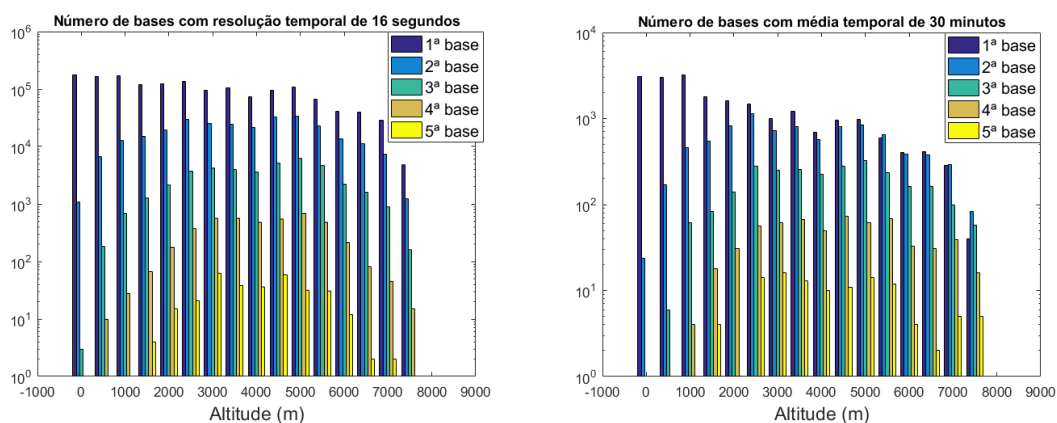 Número de bases com resolução temporal de 16 segundos
10^6
10^5
10^4
10^3
10^2
10^1
10^0
1ª base
2ª base
3ª base
4ª base
5ª base
-1000 0 1000 2000 3000 4000 5000 6000 7000 8000 9000
Altitude (m)
Número de bases com média temporal de 30 minutos
10^4
10^3
10^2
10^1
10^0
1ª base
2ª base
3ª base
4ª base
5ª base
-1000 0 1000 2000 3000 4000 5000 6000 7000 8000 9000
Altitude (m)